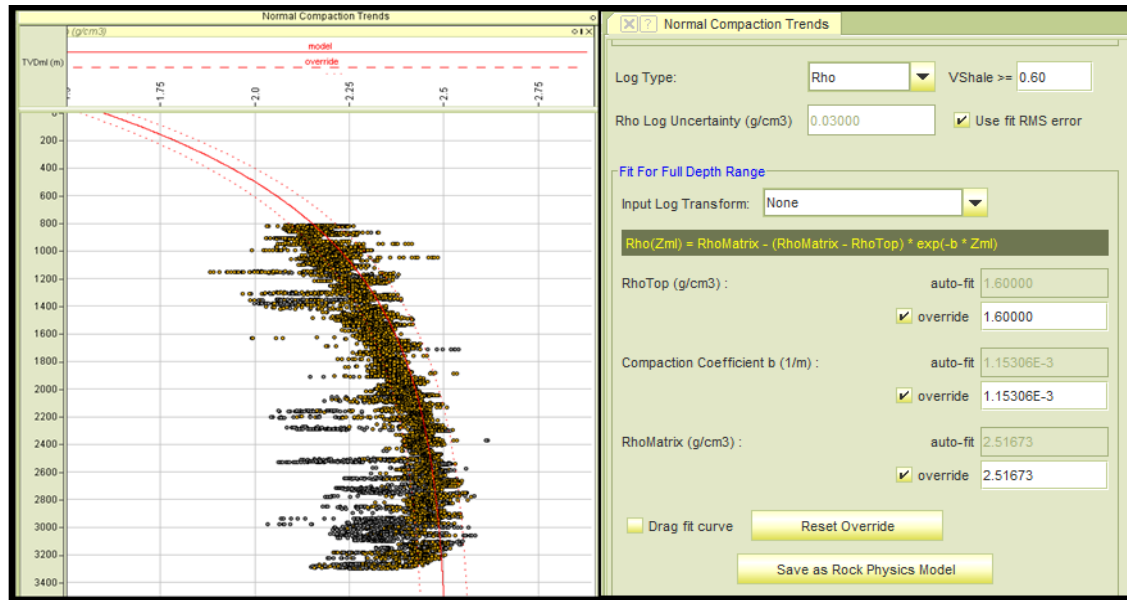 Normal Compaction Trends
(g/cm3)
TVDml (m)
model
override
1.75
2.0
2.25
2.5
2.75
200
400
600
800
1000
1200
1400
1600
1800
2000
2200
2400
2600
2800
3000
3200
3400
Normal Compaction Trends
Log Type: Rho VShale >= 0.60
Rho Log Uncertainty (g/cm3) 0.03000 Use fit RMS error
Fit For Full Depth Range
Input Log Transform: None
Rho(Zml) = RhoMatrix - (RhoMatrix - RhoTop) * exp(-b * Zml)
RhoTop (g/cm3) : auto-fit 1.60000
override 1.60000
Compaction Coefficient b (1/m) : auto-fit 1.15306E-3
override 1.15306E-3
RhoMatrix (g/cm3) : auto-fit 2.51673
override 2.51673
Drag fit curve Reset Override
Save as Rock Physics Model